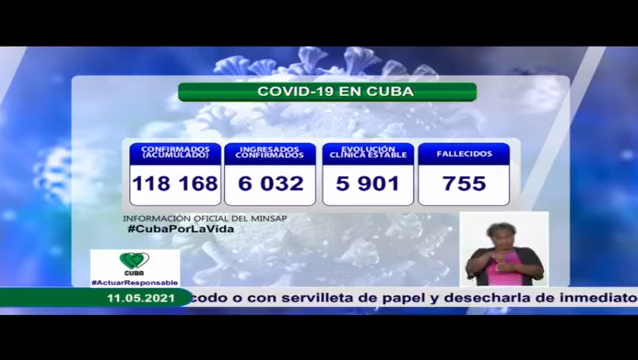 COVID-19 EN CUBA
CONFIRMADOS
(ACUMULADO)
118 168
INGRESADOS
CONFIRMADOS
6 032
EVOLUCIÓN
CLÍNICA ESTABLE
5 901
FALLECIDOS
755
INFORMACIÓN OFICIAL DEL MINSAP
#CubaPorLaVida
CUBA
#ActuarResponsable
11.05.2021
codo o con servilleta de papel y desecharla de inmediato